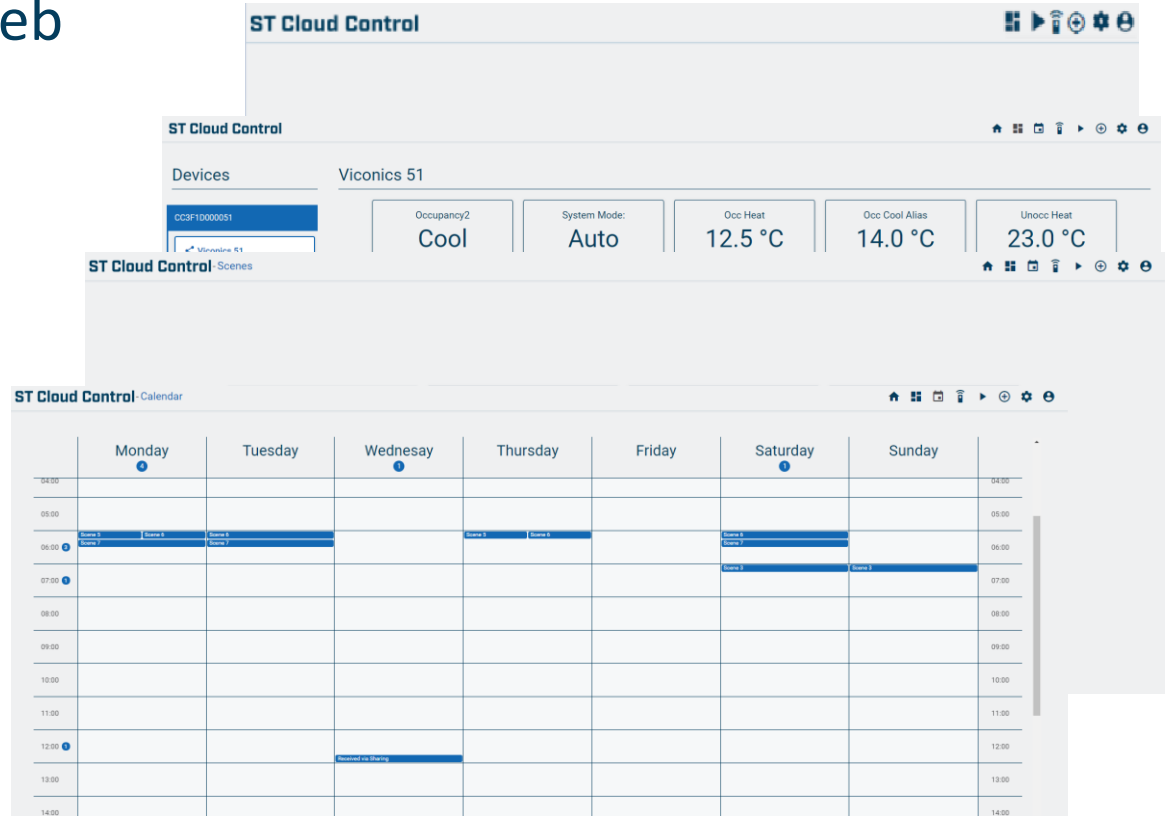 eb
ST Cloud Control
ST Cloud Control
Devices
Viconics 51
CC3F1D000051
Viconics 51
Occupancy2
Cool
System Mode:
Auto
Occ Heat
12.5 °C
Occ Cool Alias
14.0 °C
Unocc Heat
23.0 °C
ST Cloud Control - Scenes
ST Cloud Control - Calendar
Monday Tuesday Wednesay Thursday Friday Saturday Sunday
4 1 1
04:00 04:00
05:00 05:00
Scene 5 Scene 6 Scene 6 Scene 5 Scene 6 Scene 6
Scene 7 Scene 7 Scene 7
06:00 3 06:00
Scene 3 Scene 3
07:00 1 07:00
08:00 08:00
09:00 09:00
10:00 10:00
11:00 11:00
12:00 1 12:00
Received via Sharing
13:00 13:00
14:00 14:00